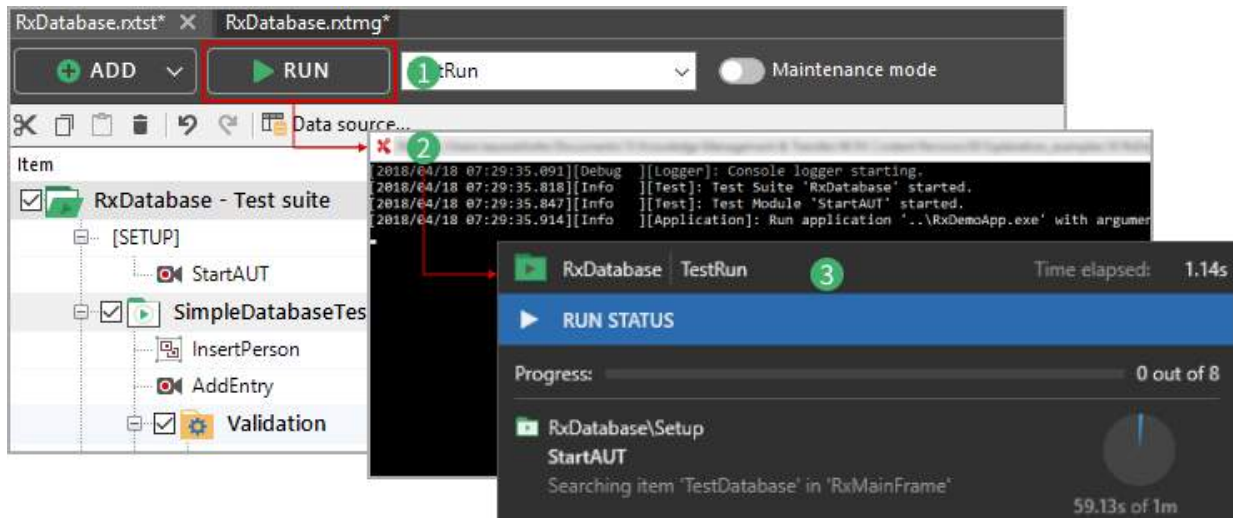 RxDatabase.rxtst* RxDatabase.rxtmg*
ADD RUN 1 tRun Maintenance mode
Data source...
Item
RxDatabase - Test suite
[SETUP]
StartAUT
SimpleDatabaseTes
InsertPerson
AddEntry
Validation
2
[2018/04/18 07:29:35.091][Debug ][Logger]: Console logger starting.
[2018/04/18 07:29:35.818][Info ][Test]: Test Suite 'RxDatabase' started.
[2018/04/18 07:29:35.847][Info ][Test]: Test Module 'StartAUT' started.
[2018/04/18 07:29:35.914][Info ][Application]: Run application '..\RxDemoApp.exe' with argumen
RxDatabase TestRun 3 Time elapsed: 1.14s
RUN STATUS
Progress: 0 out of 8
RxDatabase\Setup
StartAUT
Searching item 'TestDatabase' in 'RxMainFrame'
59.13s of 1m